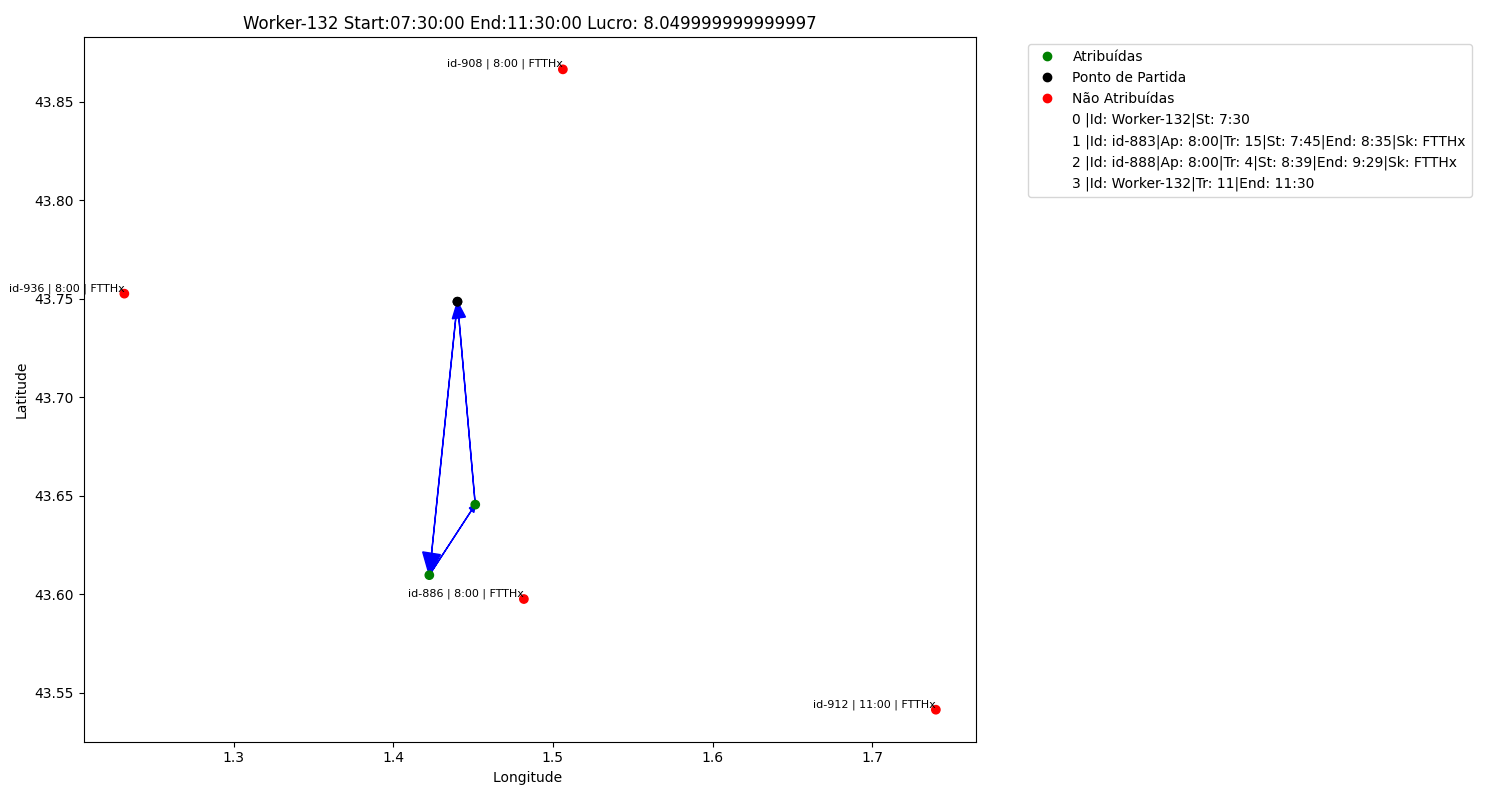 Worker-132 Start:07:30:00 End:11:30:00 Lucro: 8.049999999999997
Atribuídas
Ponto de Partida
Não Atribuídas
0 |Id: Worker-132|St: 7:30
1 |Id: id-883|Ap: 8:00|Tr: 15|St: 7:45|End: 8:35|Sk: FTTHx
2 |Id: id-888|Ap: 8:00|Tr: 4|St: 8:39|End: 9:29|Sk: FTTHx
3 |Id: Worker-132|Tr: 11|End: 11:30
id-908 | 8:00 | FTTHx
id-936 | 8:00 | FTTHx
id-886 | 8:00 | FTTHx
id-912 | 11:00 | FTTHx
43.85
43.80
43.75
43.70
43.65
43.60
43.55
Latitude
1.3
1.4
1.5
1.6
1.7
Longitude